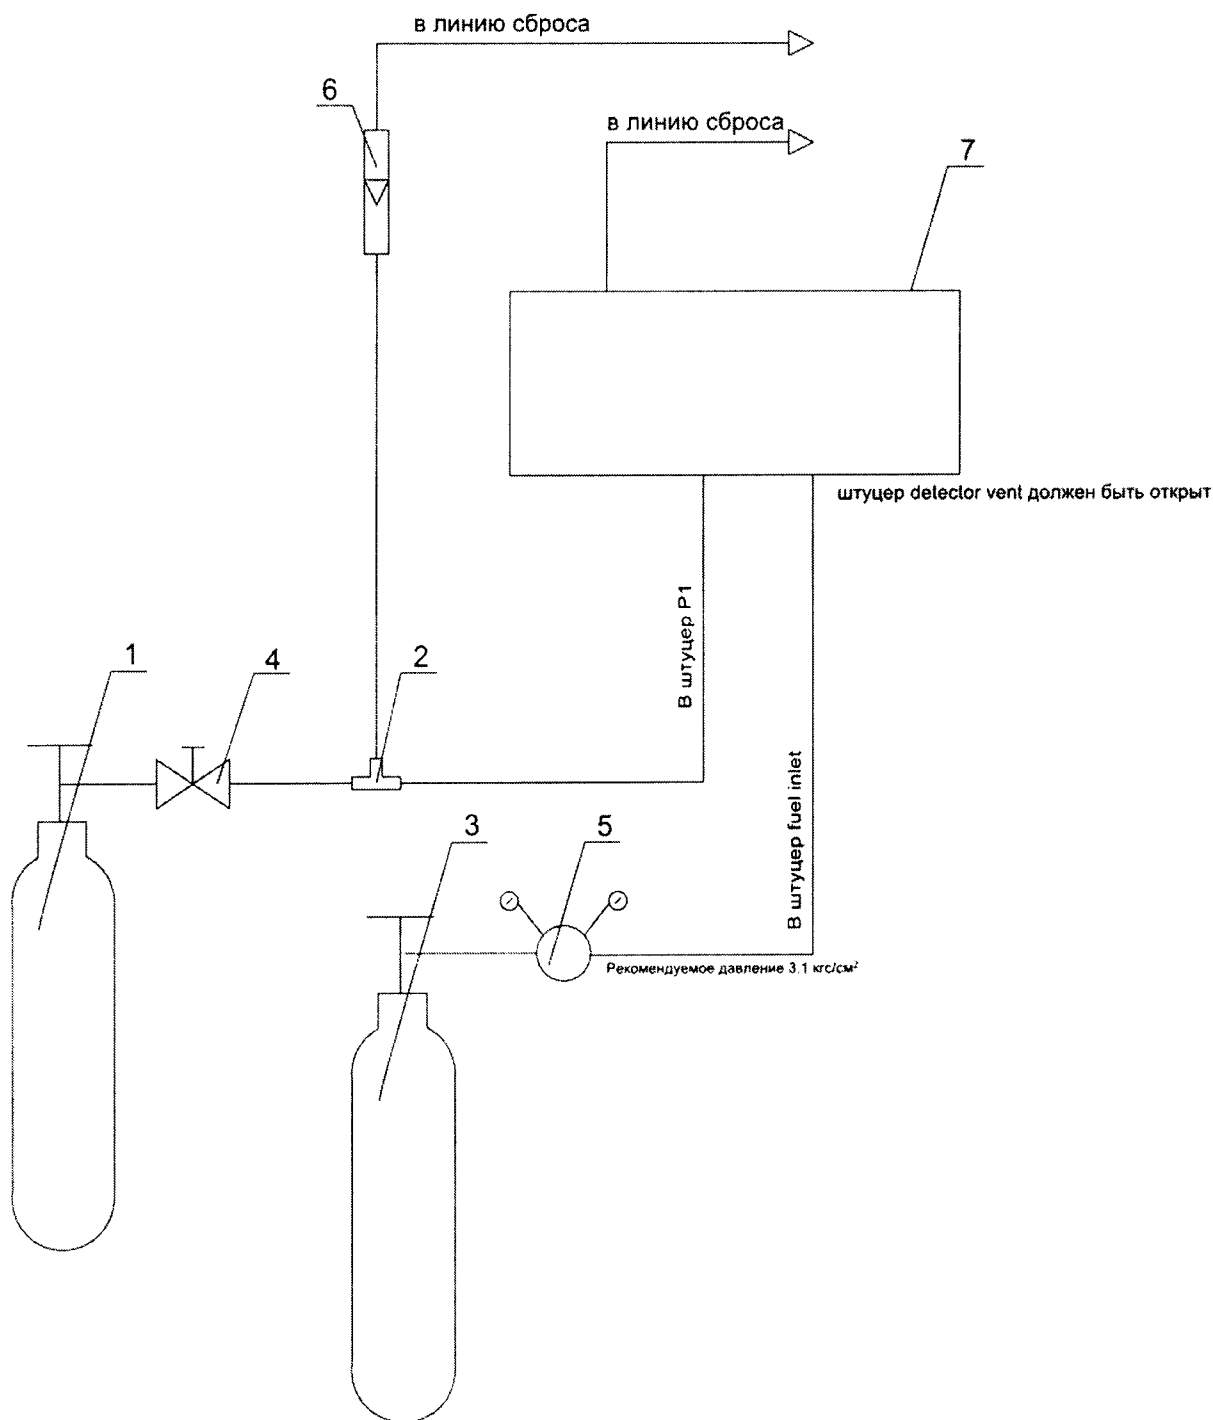 в линию сброса
6
в линию сброса
7
штуцер detector vent должен быть открыт
В штуцер P1
1
4
2
В штуцер fuel inlet
3
5
Рекомендуемое давление 3.1 кгс/см²